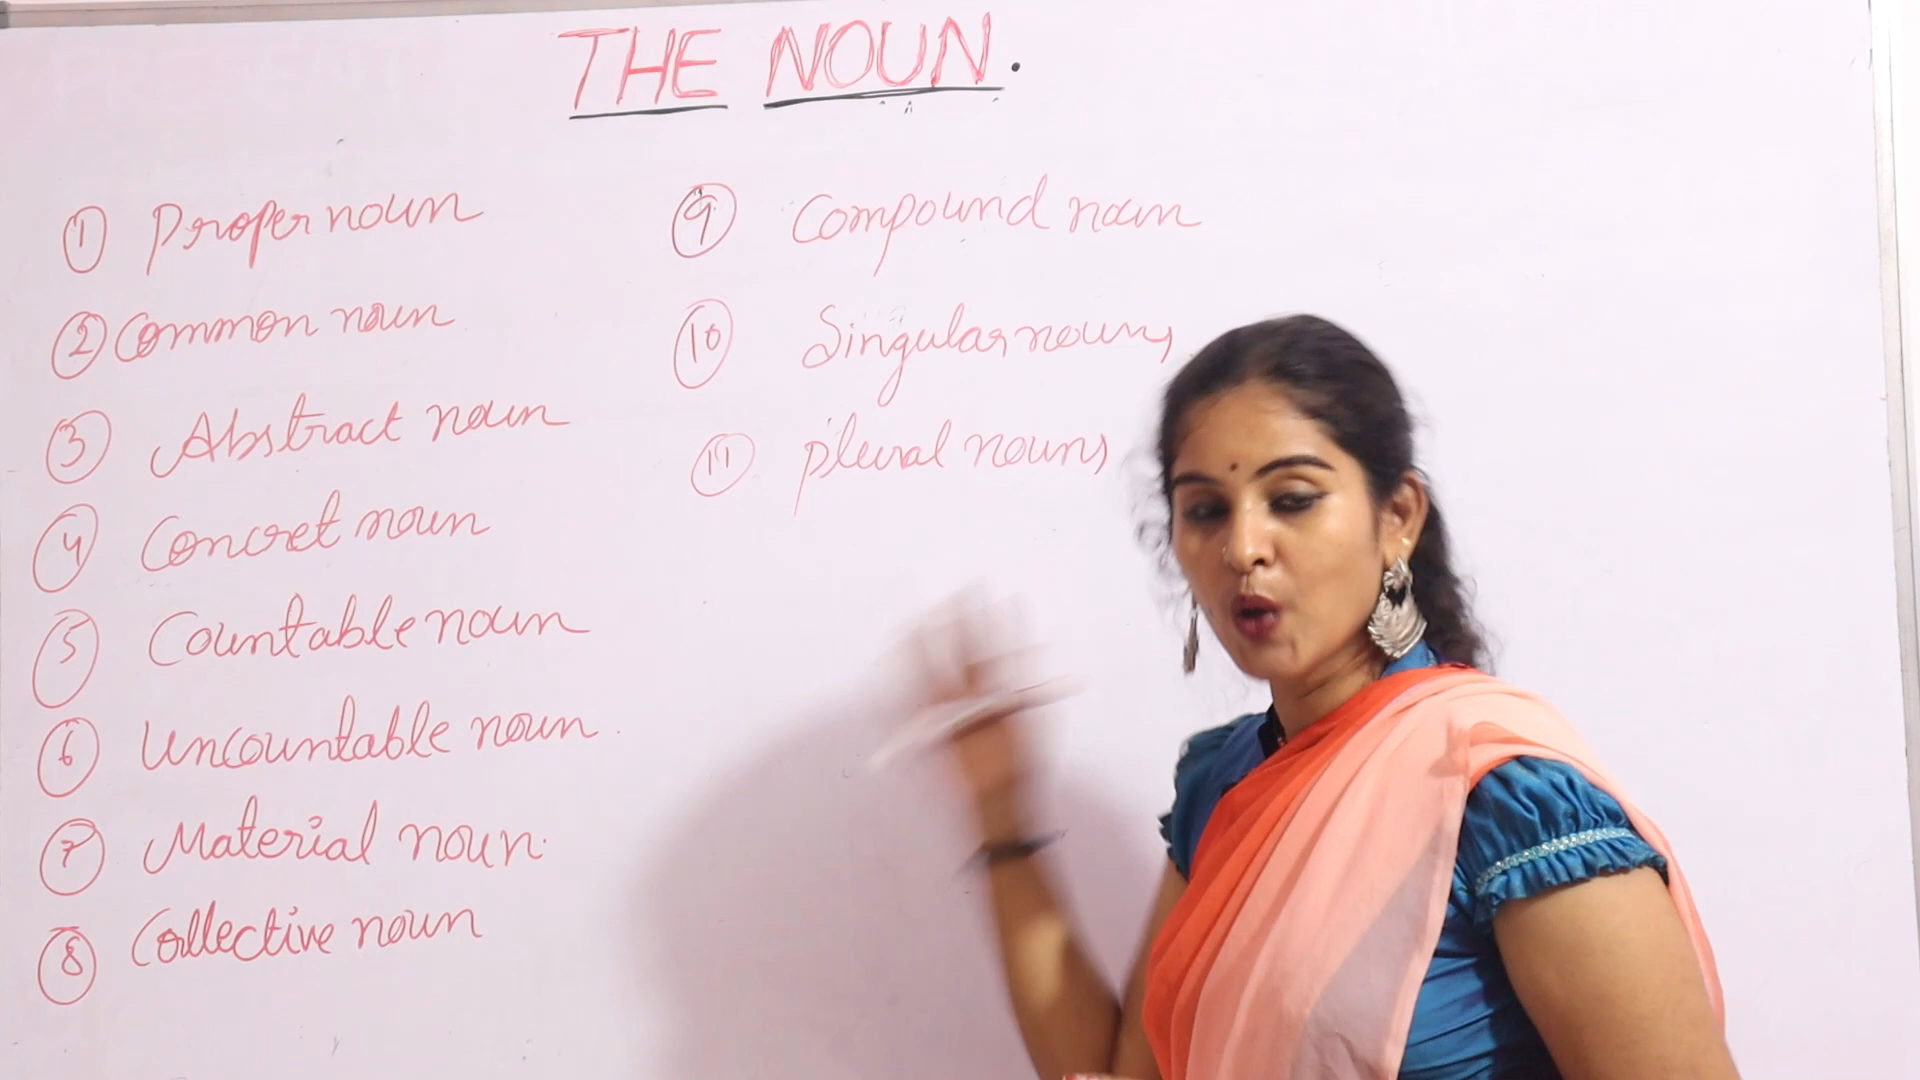 THE NOUN.
① Proper noun
② Common noun
③ Abstract noun
④ Concret noun
⑤ Countable noun
⑥ Uncountable noun.
⑦ Material noun.
⑧ Collective noun
⑨ Compound noun
⑩ Singular nouns
⑪ plural nouns